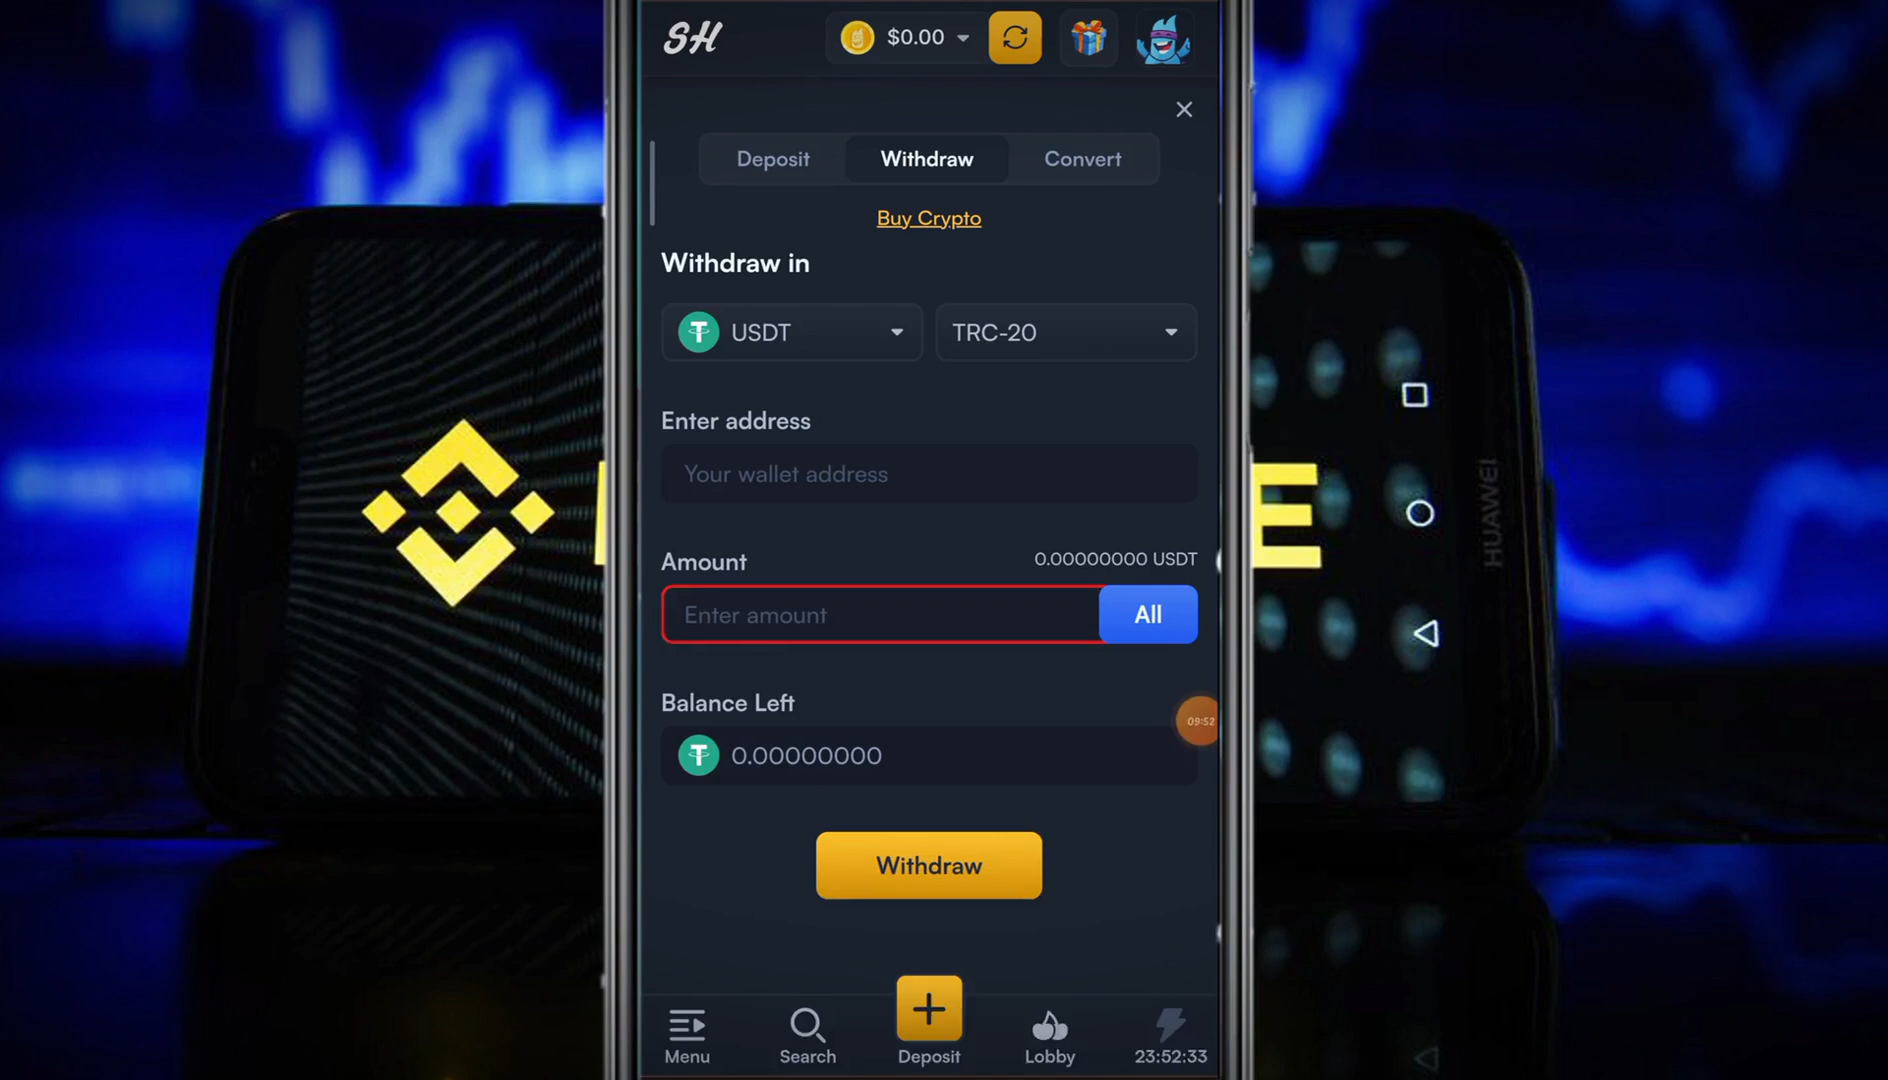 SH
$0.00
Deposit Withdraw Convert
Buy Crypto
Withdraw in
USDT TRC-20
Enter address
Your wallet address
Amount 0.00000000 USDT
Enter amount All
Balance Left
09:52
0.00000000
Withdraw
Menu Search Deposit Lobby 23:52:33
E
HUAWEI